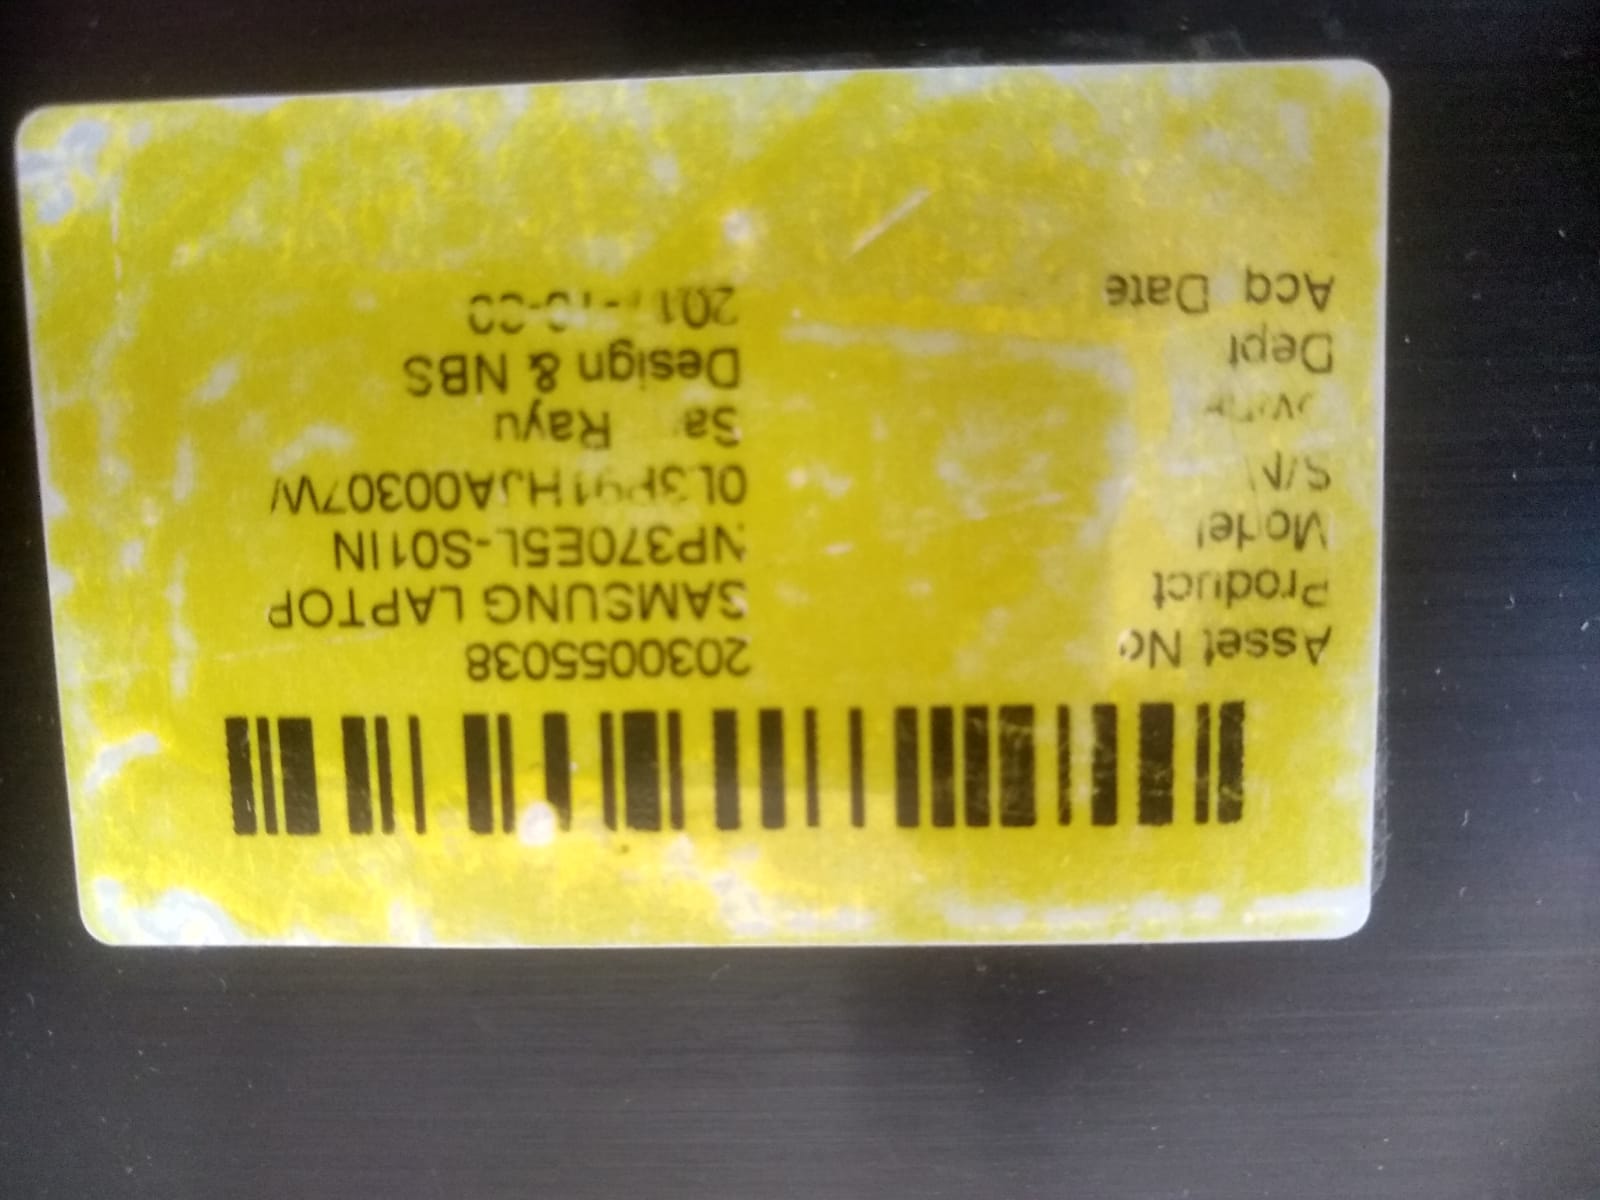 Asset No 2030055038
Product SAMSUNG LAPTOP
Model NP370E5L-S01IN
S/N 0L3P91HJA00307W
Rayu
Dept Design & NBS
Acq Date